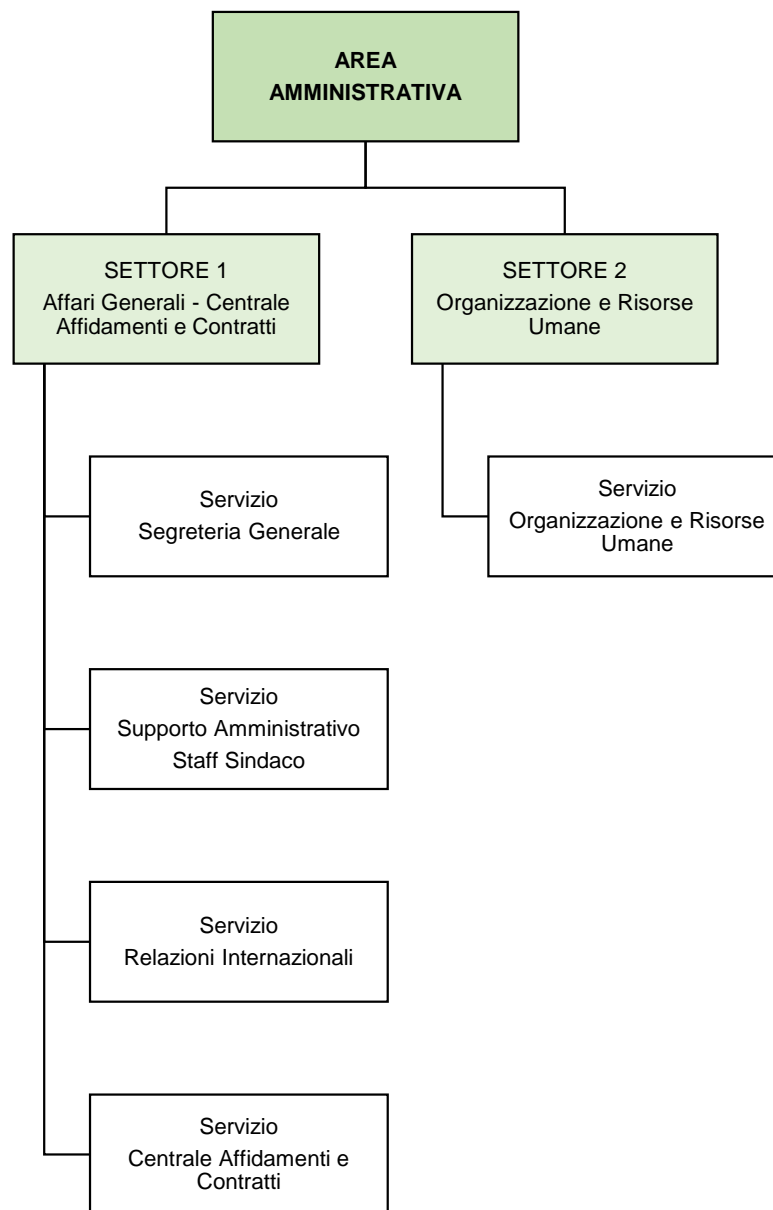 AREA
AMMINISTRATIVA
SETTORE 1
Affari Generali - Centrale
Affidamenti e Contratti
SETTORE 2
Organizzazione e Risorse
Umane
Servizio
Segreteria Generale
Servizio
Organizzazione e Risorse
Umane
Servizio
Supporto Amministrativo
Staff Sindaco
Servizio
Relazioni Internazionali
Servizio
Centrale Affidamenti e
Contratti